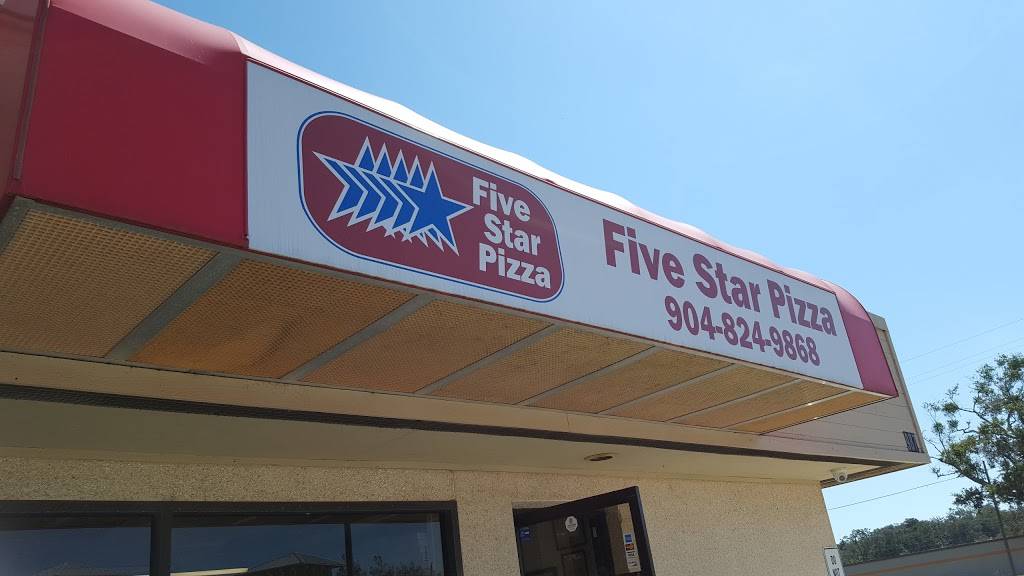 Five
Star
Pizza
Five Star Pizza
904-824-9868